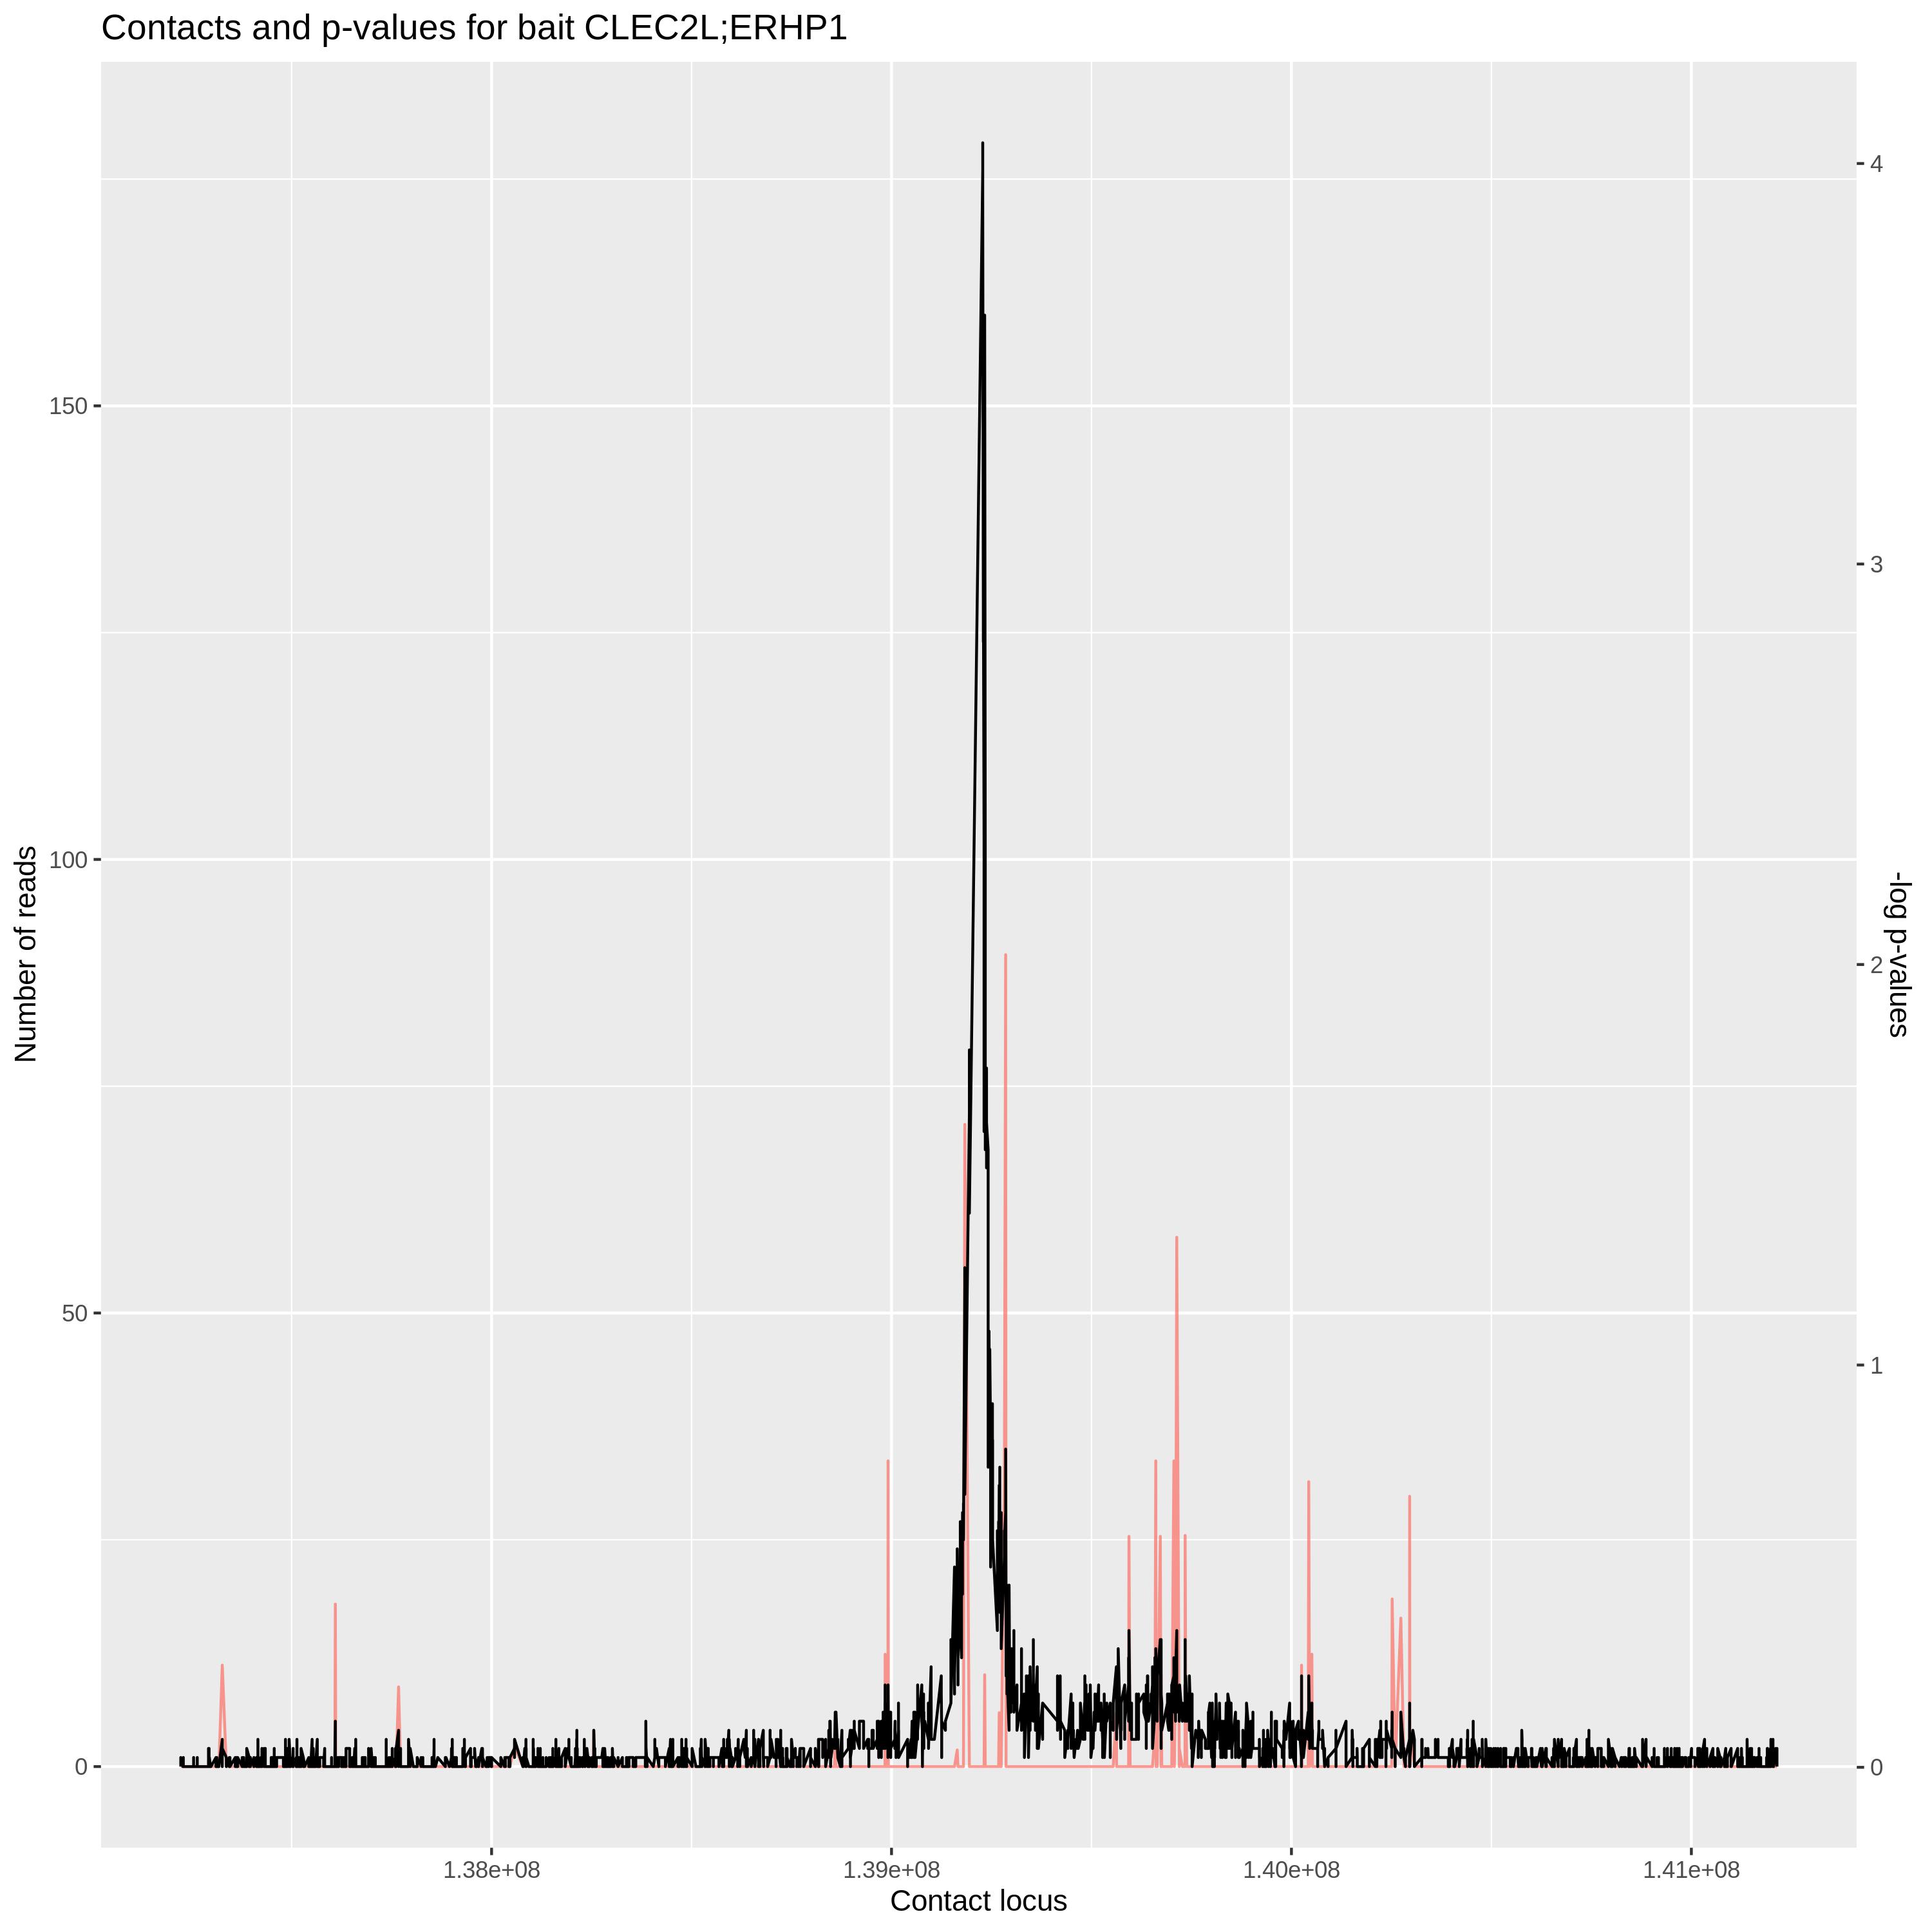 Contacts and p-values for bait CLEC2L;ERHP1
Number of reads
150
100
50
0
4
3
2
1
0
-log p-values
1.38e+08
1.39e+08
1.40e+08
1.41e+08
Contact locus